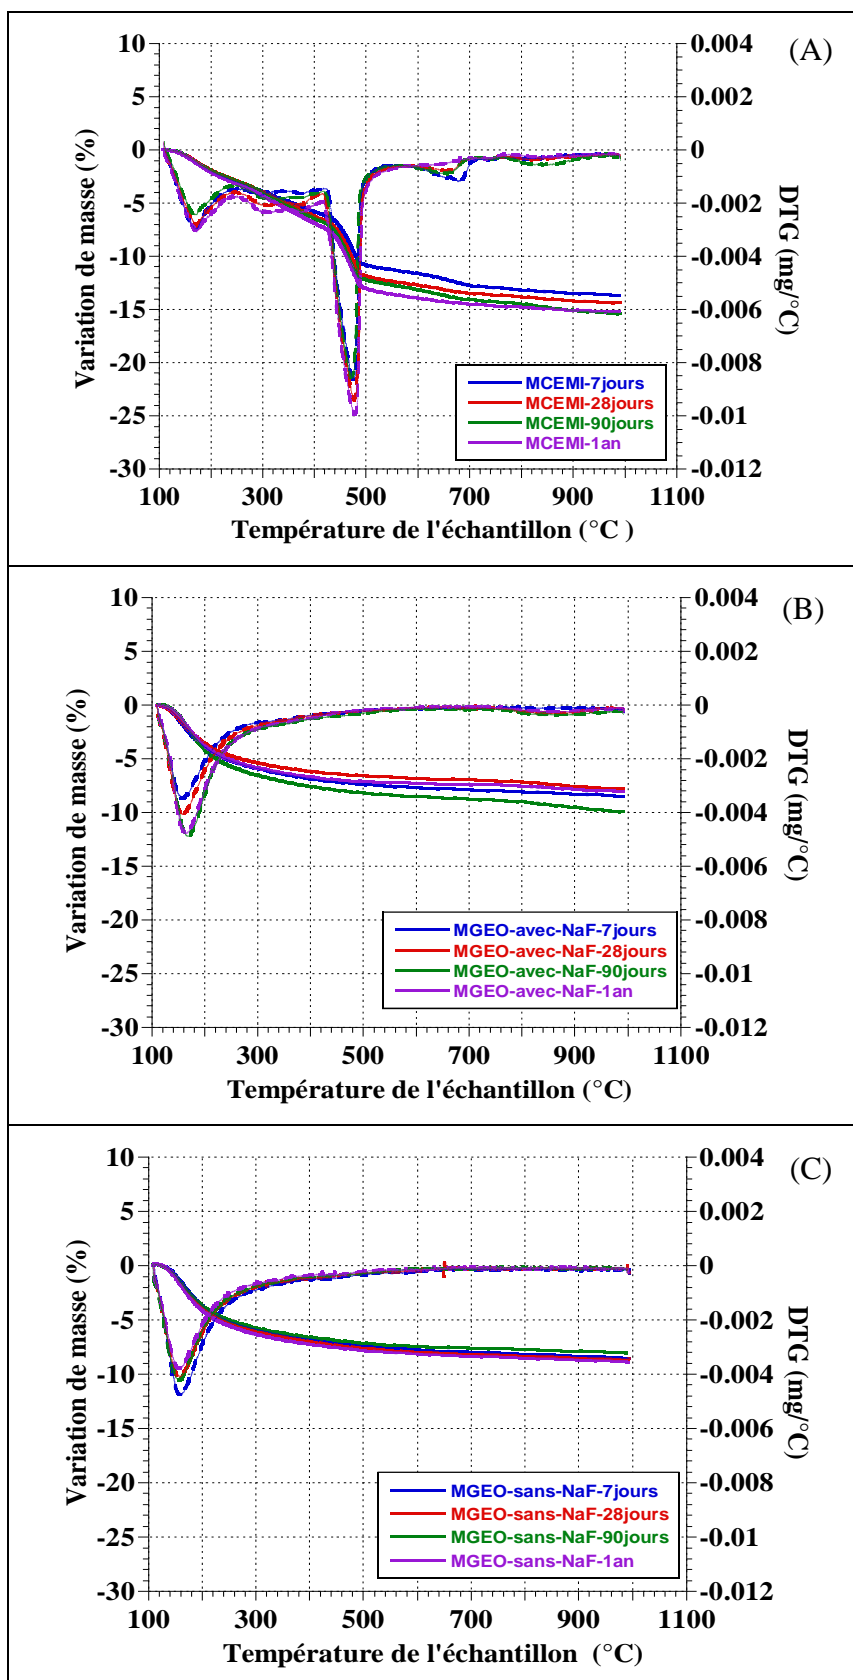 (A)
10
5
0
-5
-10
-15
-20
-25
-30
Variation de masse (%)
0.004
0.002
0
-0.002
-0.004
-0.006
-0.008
-0.01
-0.012
DTG (mg/°C)
MCEMI-7jours
MCEMI-28jours
MCEMI-90jours
MCEMI-1an
100 300 500 700 900 1100
Température de l'échantillon (°C )
(B)
10
5
0
-5
-10
-15
-20
-25
-30
Variation de masse (%)
0.004
0.002
0
-0.002
-0.004
-0.006
-0.008
-0.01
-0.012
DTG (mg/°C)
MGEO-avec-NaF-7jours
MGEO-avec-NaF-28jours
MGEO-avec-NaF-90jours
MGEO-avec-NaF-1an
100 300 500 700 900 1100
Température de l'échantillon (°C)
(C)
10
5
0
-5
-10
-15
-20
-25
-30
Variation de masse (%)
0.004
0.002
0
-0.002
-0.004
-0.006
-0.008
-0.01
-0.012
DTG (mg/°C)
MGEO-sans-NaF-7jours
MGEO-sans-NaF-28jours
MGEO-sans-NaF-90jours
MGEO-sans-NaF-1an
100 300 500 700 900 1100
Température de l'échantillon (°C)